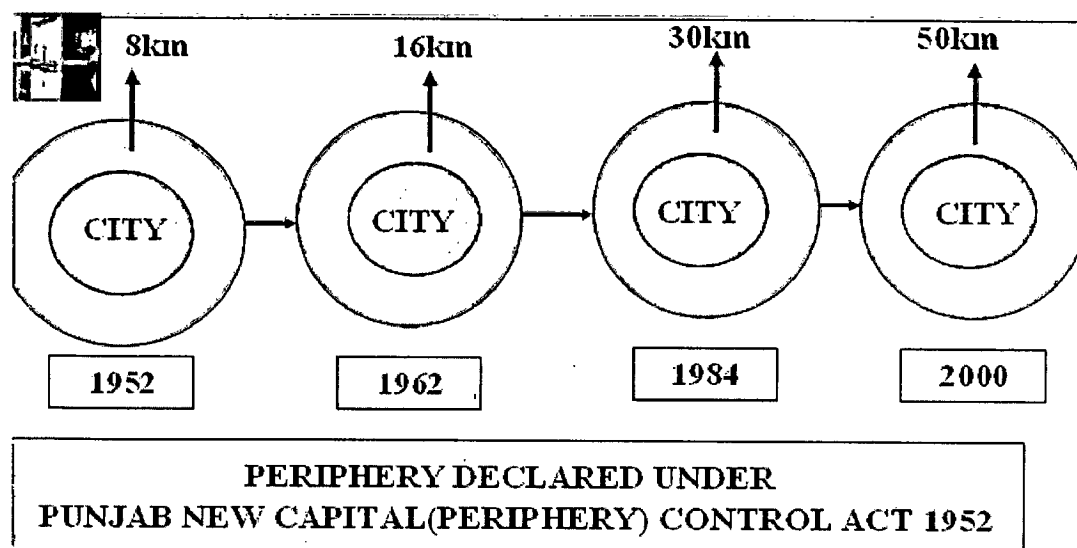 8km 16km 30km 50km
CITY CITY CITY CITY
1952 1962 1984 2000
PERIPHERY DECLARED UNDER
PUNJAB NEW CAPITAL(PERIPHERY) CONTROL ACT 1952